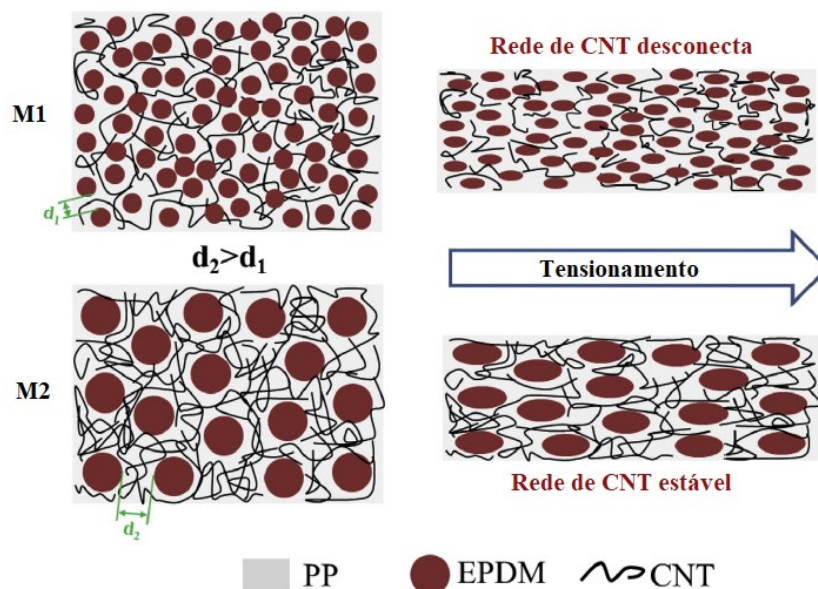 Rede de CNT desconecta
M1
d₁
d₂>d₁
Tensionamento
M2
d₂
Rede de CNT estável
PP
EPDM
CNT